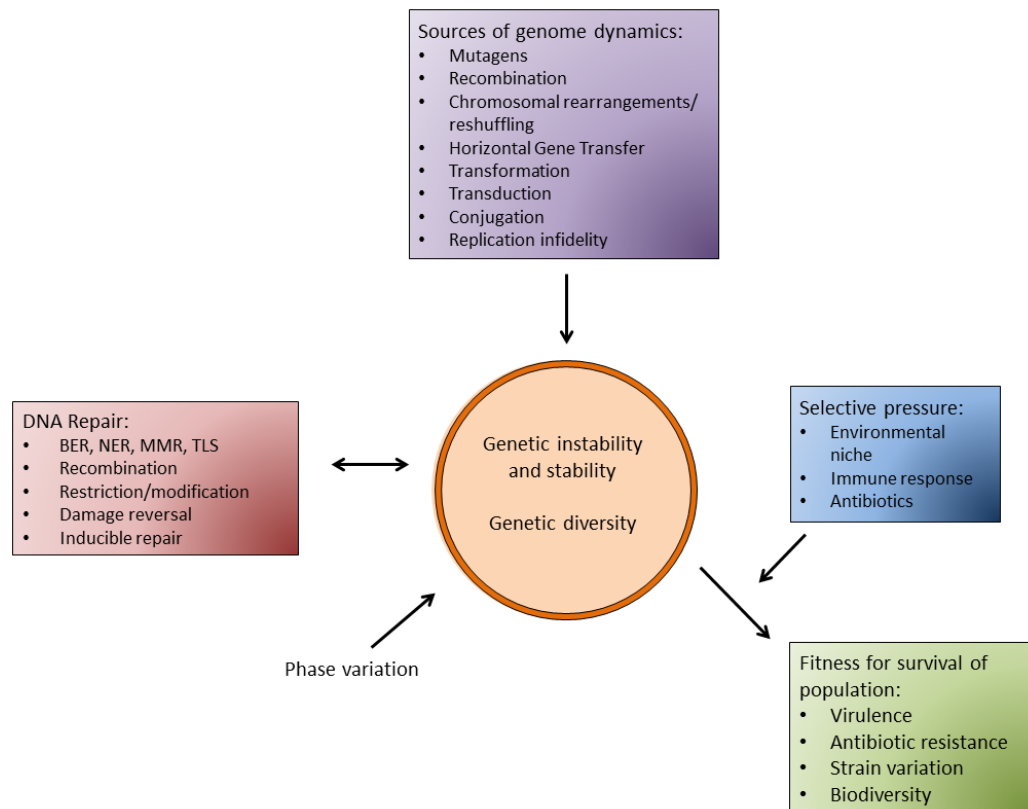 Sources of genome dynamics:
• Mutagens
• Recombination
• Chromosomal rearrangements/
reshuffling
• Horizontal Gene Transfer
• Transformation
• Transduction
• Conjugation
• Replication infidelity
DNA Repair:
• BER, NER, MMR, TLS
• Recombination
• Restriction/modification
• Damage reversal
• Inducible repair
Genetic instability
and stability
Genetic diversity
Selective pressure:
• Environmental
niche
• Immune response
• Antibiotics
Phase variation
Fitness for survival of
population:
• Virulence
• Antibiotic resistance
• Strain variation
• Biodiversity